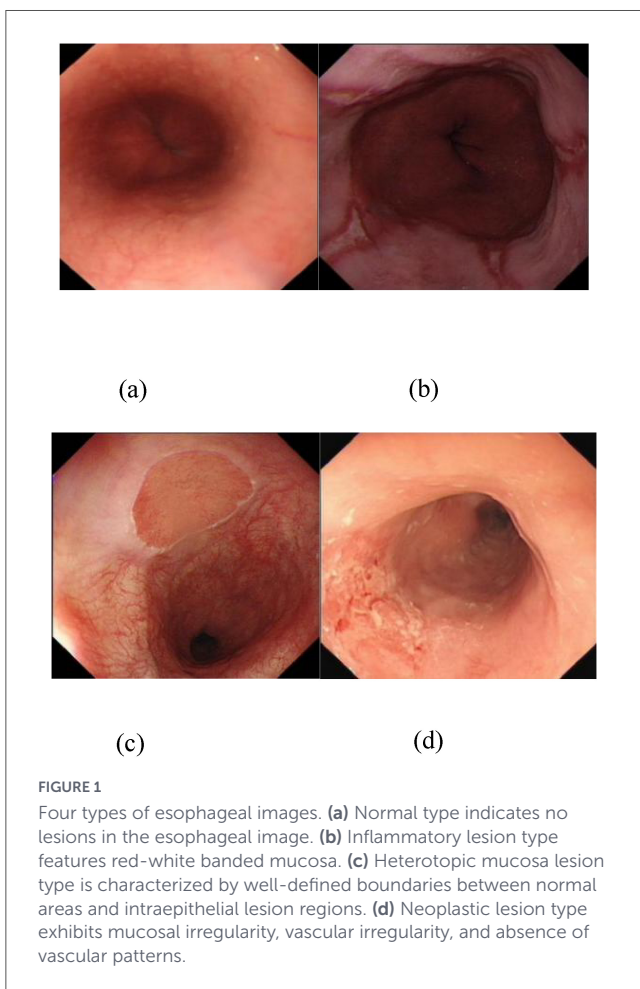 (a) (b)
(c) (d)
FIGURE 1
Four types of esophageal images. (a) Normal type indicates no
lesions in the esophageal image. (b) Inflammatory lesion type
features red-white banded mucosa. (c) Heterotopic mucosa lesion
type is characterized by well-defined boundaries between normal
areas and intraepithelial lesion regions. (d) Neoplastic lesion type
exhibits mucosal irregularity, vascular irregularity, and absence of
vascular patterns.